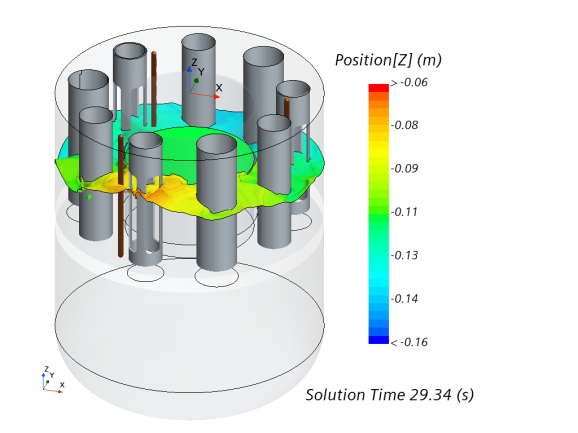 Position[Z] (m)
> -0.06
-0.08
-0.09
-0.11
-0.13
-0.14
< -0.16
Z
Y
X
Z
Y
X
Solution Time 29.34 (s)